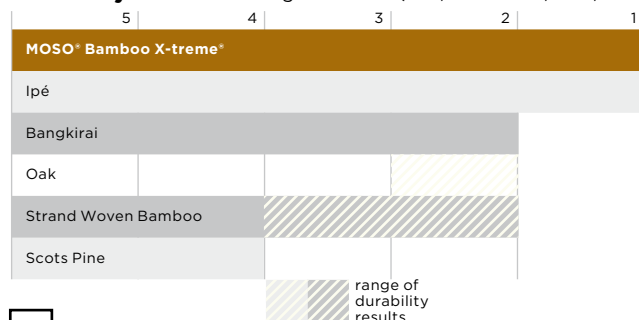 5 4 3 2 1
MOSO® Bamboo X-treme®
Ipé
Bangkirai
Oak
Strand Woven Bamboo
Scots Pine
range of
durability
results